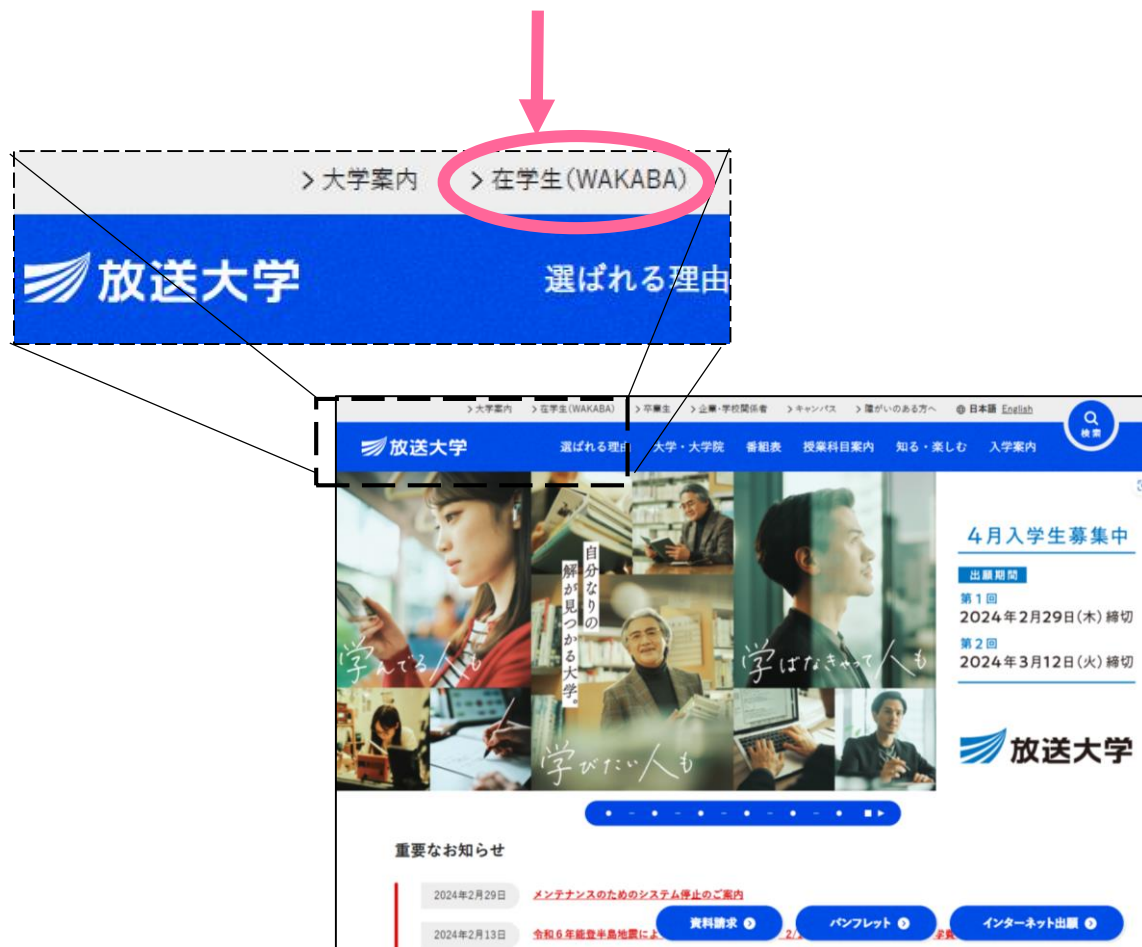 > 大学案内 > 在学生(WAKABA)
放送大学 選ばれる理由
> 大学案内 > 在学生(WAKABA) > 卒業生 > 企業・学校関係者 > キャンパス > 障がいのある方へ 日本語 English
検索
放送大学 選ばれる理由 大学・大学院 番組表 授業科目案内 知る・楽しむ 入学案内
自分なりの
解が見つかる大学。
学んでる人も
学びたい人も
学ばなきゃって人も
4月入学生募集中
出願期間
第1回
2024年2月29日(木)締切
第2回
2024年3月12日(火)締切
放送大学
重要なお知らせ
2024年2月29日 メンテナンスのためのシステム停止のご案内
2024年2月13日 令和6年能登半島地震によ
資料請求 パンフレット インターネット出願